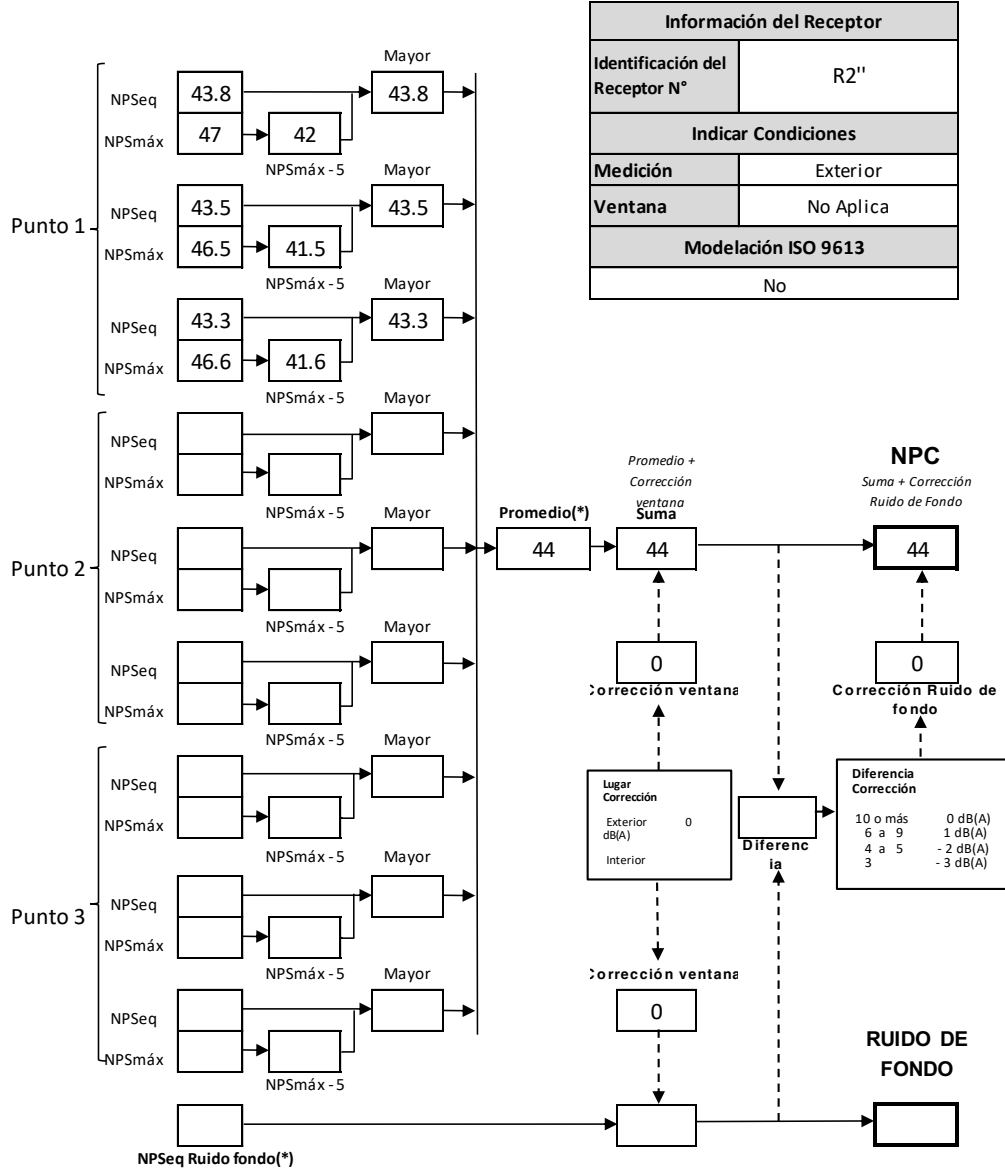 Información del Receptor
Identificación del
Receptor N°
R2''
Indicar Condiciones
Medición
Exterior
Ventana
No Aplica
Modelación ISO 9613
No
Punto 1
Mayor
NPSeq
43.8
43.8
NPSmáx
47
42
NPSmáx - 5
Mayor
NPSeq
43.5
43.5
NPSmáx
46.5
41.5
NPSmáx - 5
Mayor
NPSeq
43.3
43.3
NPSmáx
46.6
41.6
NPSmáx - 5
Punto 2
Mayor
NPSeq
NPSmáx
NPSmáx - 5
Mayor
NPSeq
NPSmáx
NPSmáx - 5
Mayor
NPSeq
NPSmáx
NPSmáx - 5
Punto 3
Mayor
NPSeq
NPSmáx
NPSmáx - 5
Mayor
NPSeq
NPSmáx
NPSmáx - 5
Mayor
NPSeq
NPSmáx
NPSmáx - 5
NPSeq Ruido fondo(*)
Promedio(*)
44
Promedio +
Corrección
ventana
Suma
44
NPC
Suma + Corrección
Ruido de Fondo
44
0
Corrección ventana
0
Corrección Ruido de
fondo
Lugar
Corrección
Exterior 0
dB(A)
Interior
Diferenc
ia
Diferencia
Corrección
10 o más 0 dB(A)
6 a 9 1 dB(A)
4 a 5 - 2 dB(A)
3 - 3 dB(A)
Corrección ventana
0
RUIDO DE
FONDO